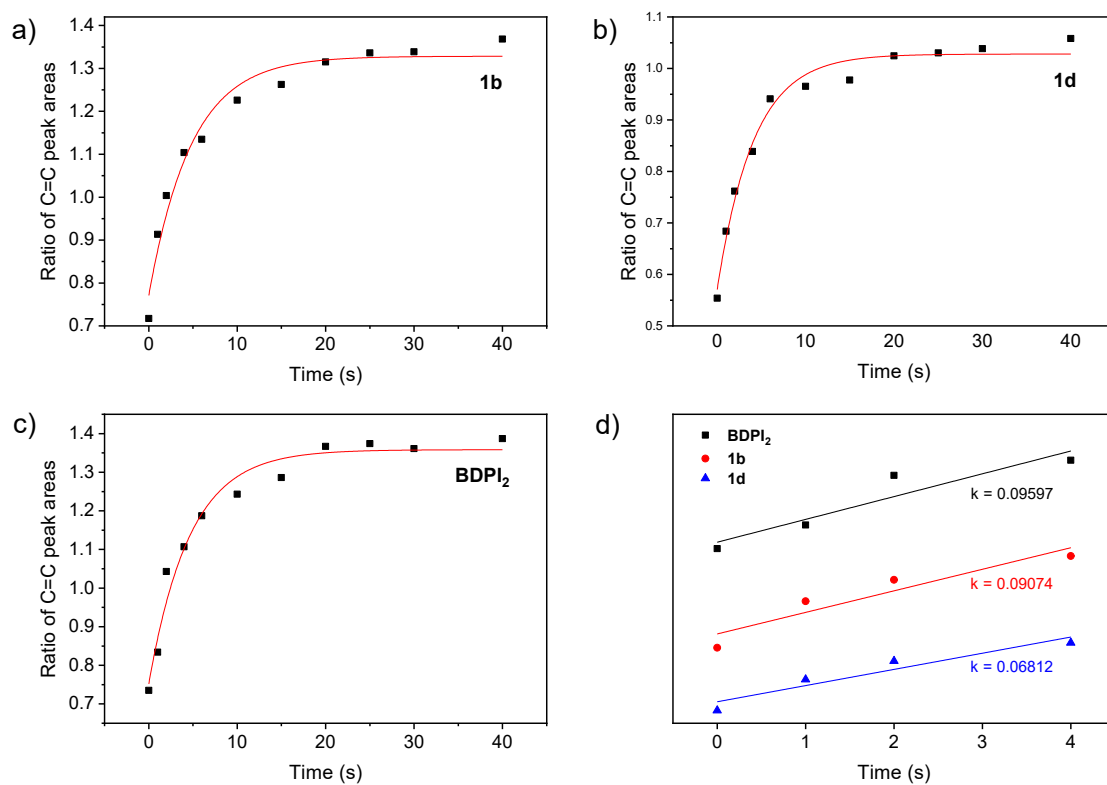 a)
1.4
1.3
1.2
1.1
1.0
0.9
0.8
0.7
Ratio of C=C peak areas
1b
0 10 20 30 40
Time (s)
b)
1.1
1.0
0.9
0.8
0.7
0.6
0.5
Ratio of C=C peak areas
1d
0 10 20 30 40
Time (s)
c)
1.4
1.3
1.2
1.1
1.0
0.9
0.8
0.7
Ratio of C=C peak areas
BDPI₂
0 10 20 30 40
Time (s)
d)
BDPI₂
1b
1d
k = 0.09597
k = 0.09074
k = 0.06812
0 1 2 3 4
Time (s)